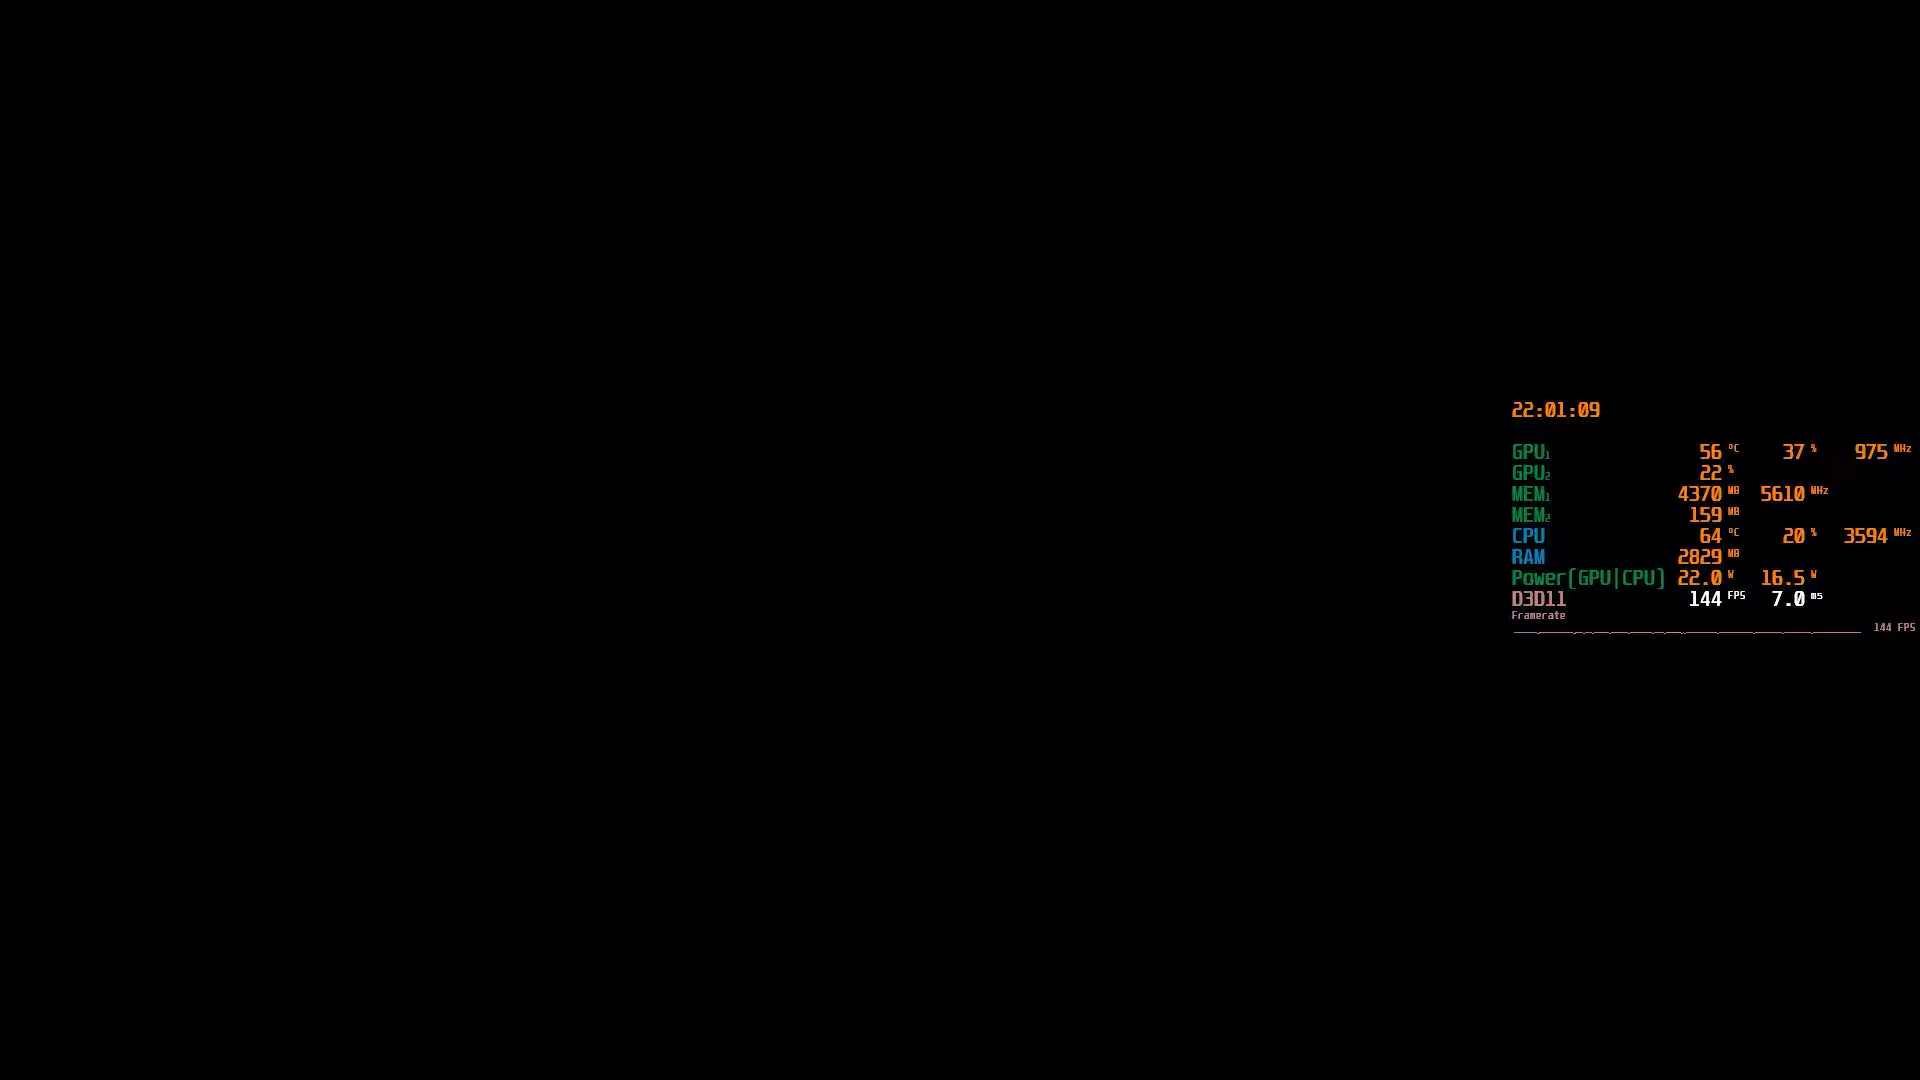 22:01:09
GPU1 56 °C 37 % 975 MHz
GPU2 22 %
MEM1 4370 MB 5610 MHz
MEM2 159 MB
CPU 64 °C 20 % 3594 MHz
RAM 2829 MB
Power[GPU|CPU] 22.0 W 16.5 W
D3D11 144 FPS 7.0 ms
Framerate
144 FPS